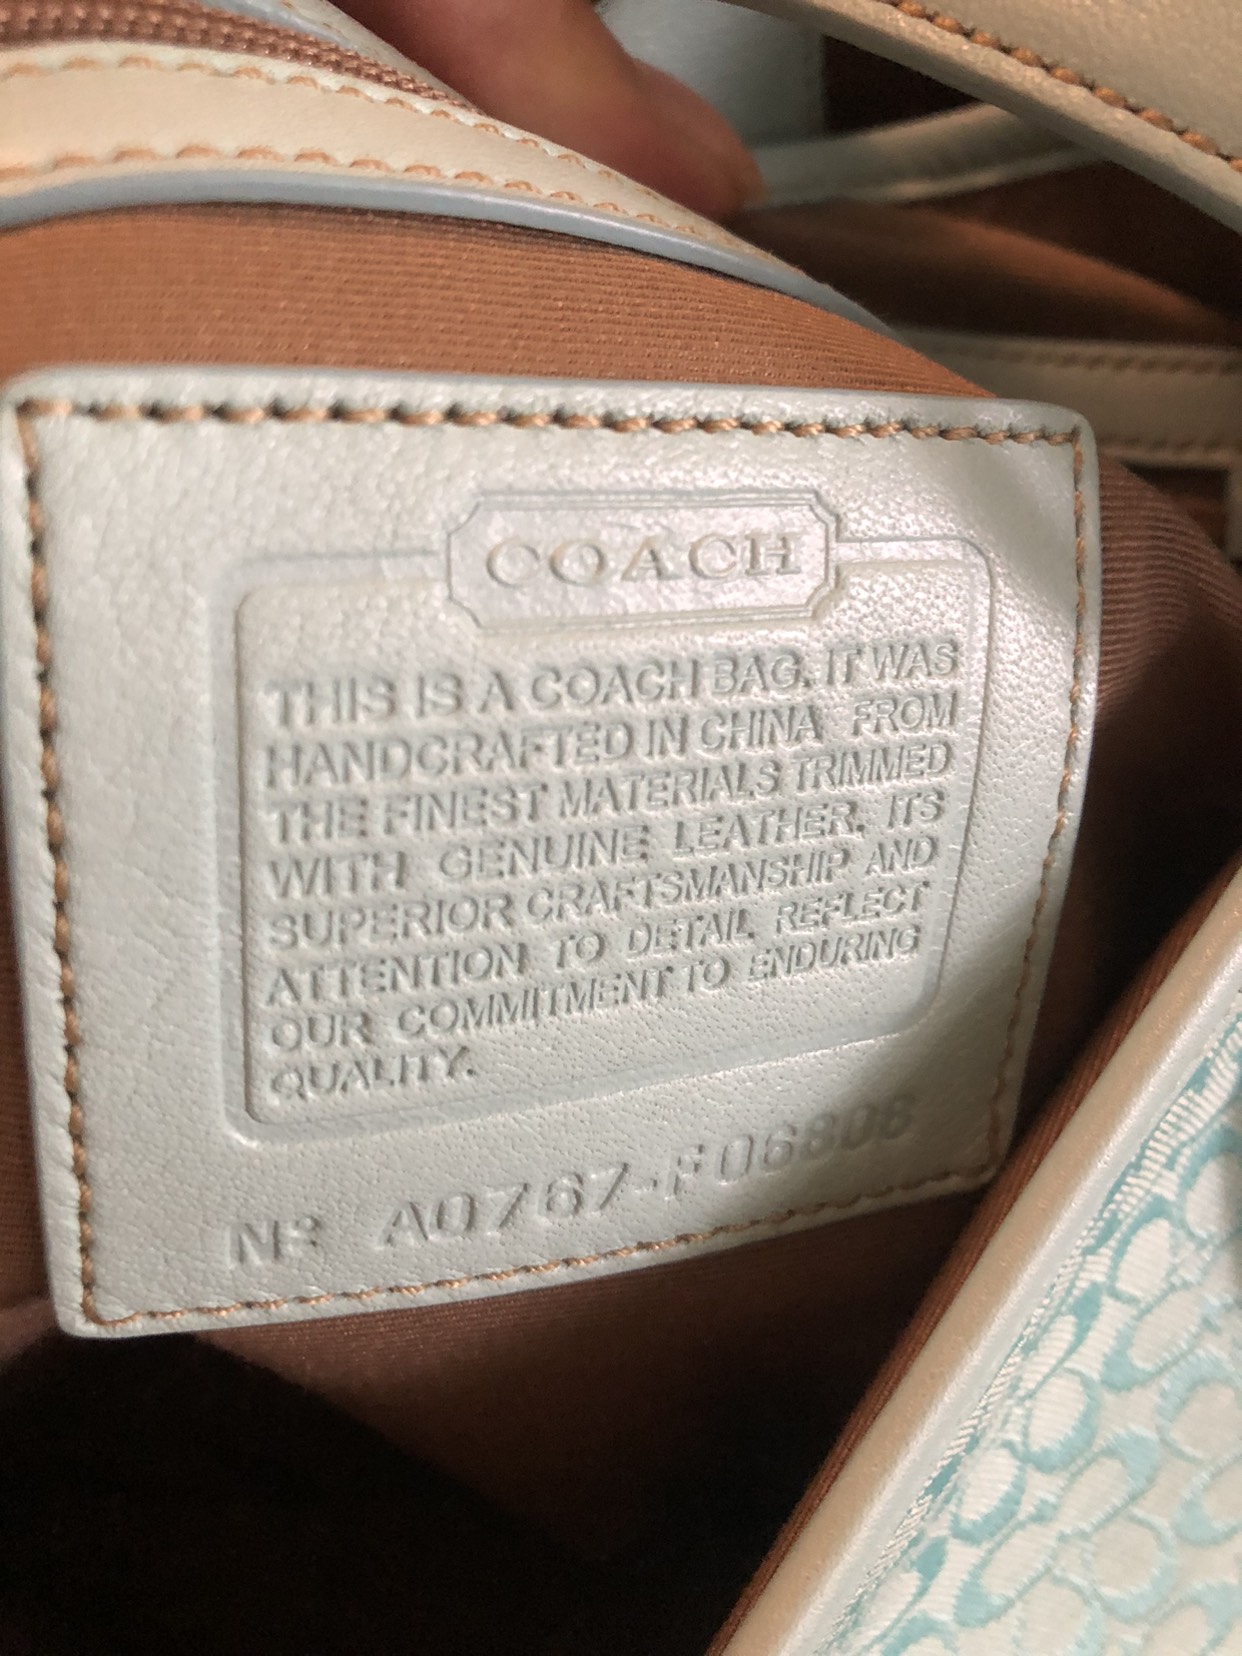 COACH
THIS IS A COACH BAG. IT WAS
HANDCRAFTED IN CHINA FROM
THE FINEST MATERIALS TRIMMED
WITH GENUINE LEATHER. ITS
SUPERIOR CRAFTSMANSHIP AND
ATTENTION TO DETAIL REFLECT
OUR COMMITMENT TO ENDURING
QUALITY.
Nº A0767-F06808